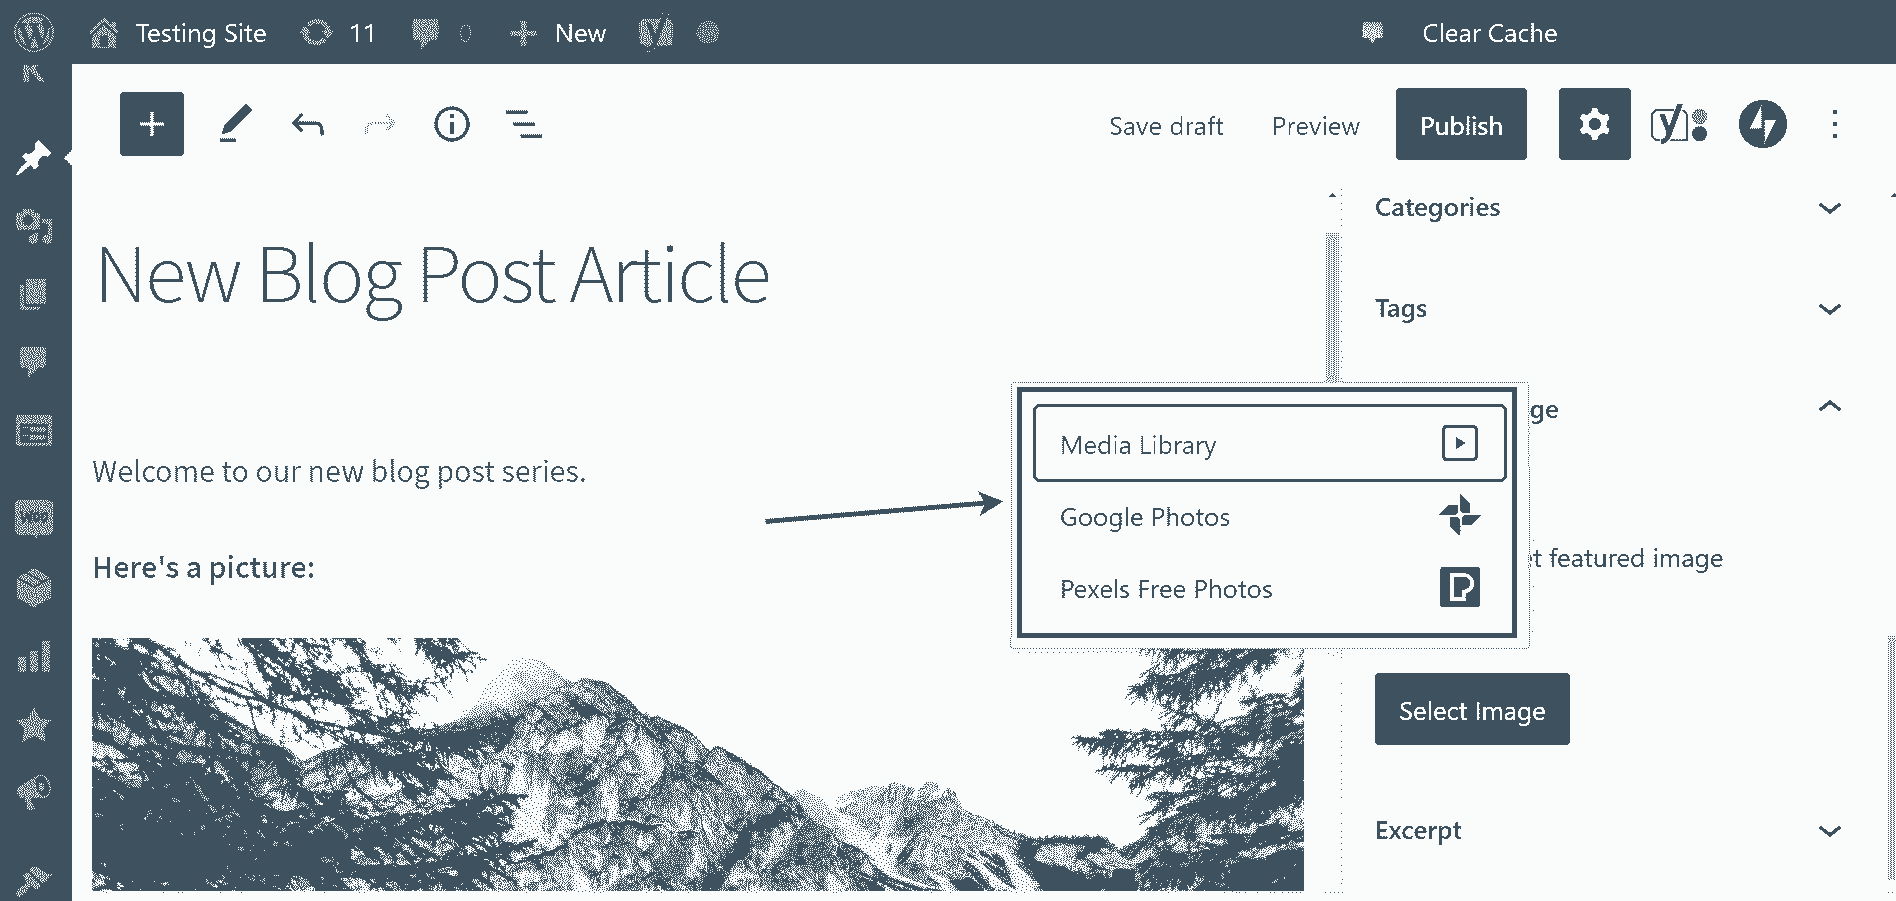 Testing Site 11 0 New Clear Cache
Save draft Preview Publish
Categories
New Blog Post Article
Tags
ge
Media Library
Welcome to our new blog post series.
Google Photos
t featured image
Here's a picture:
Pexels Free Photos
Select Image
Excerpt